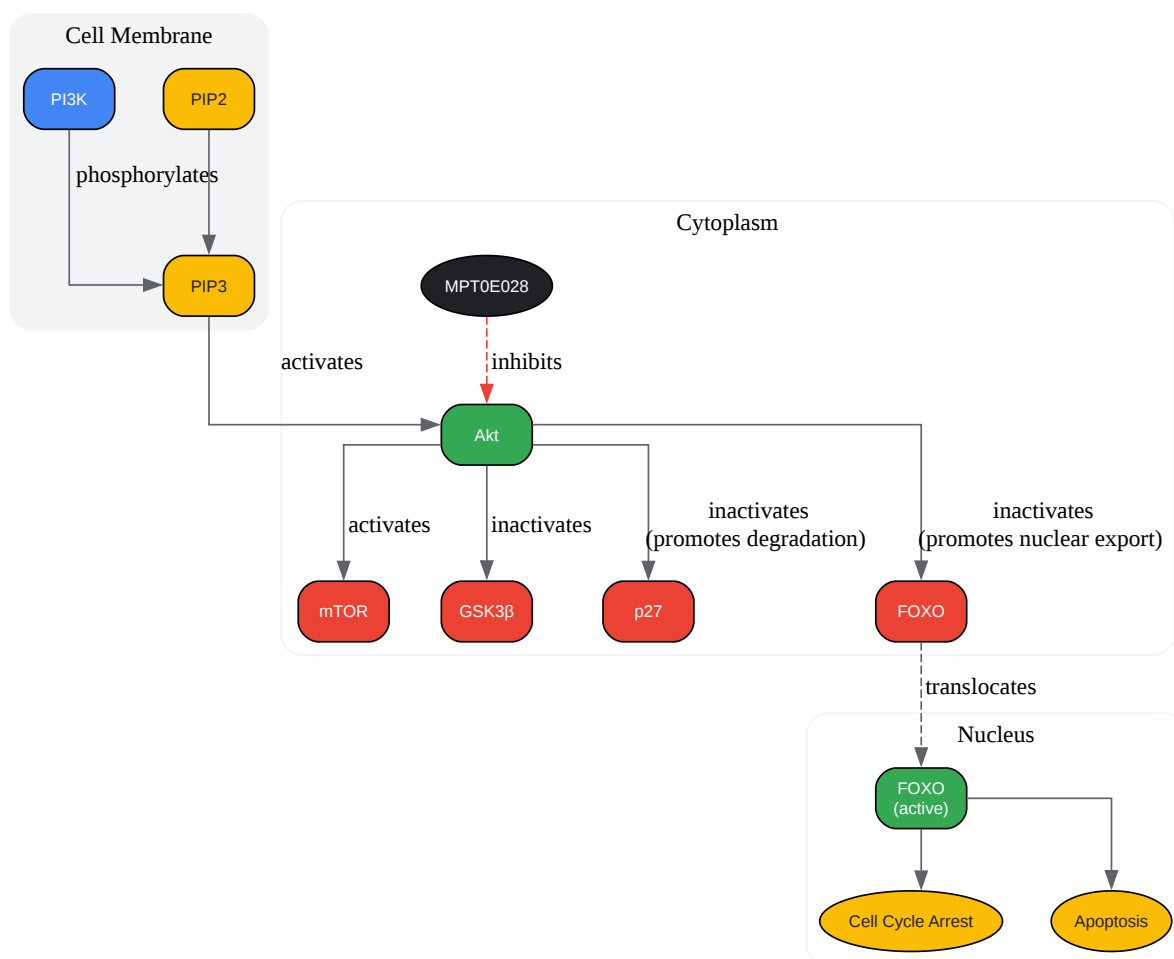 Cell Membrane
PI3K
PIP2
phosphorylates
PIP3
Cytoplasm
MPT0E028
activates
inhibits
Akt
activates
inactivates
inactivates
(promotes degradation)
inactivates
(promotes nuclear export)
mTOR
GSK3β
p27
FOXO
translocates
Nucleus
FOXO
(active)
Cell Cycle Arrest
Apoptosis